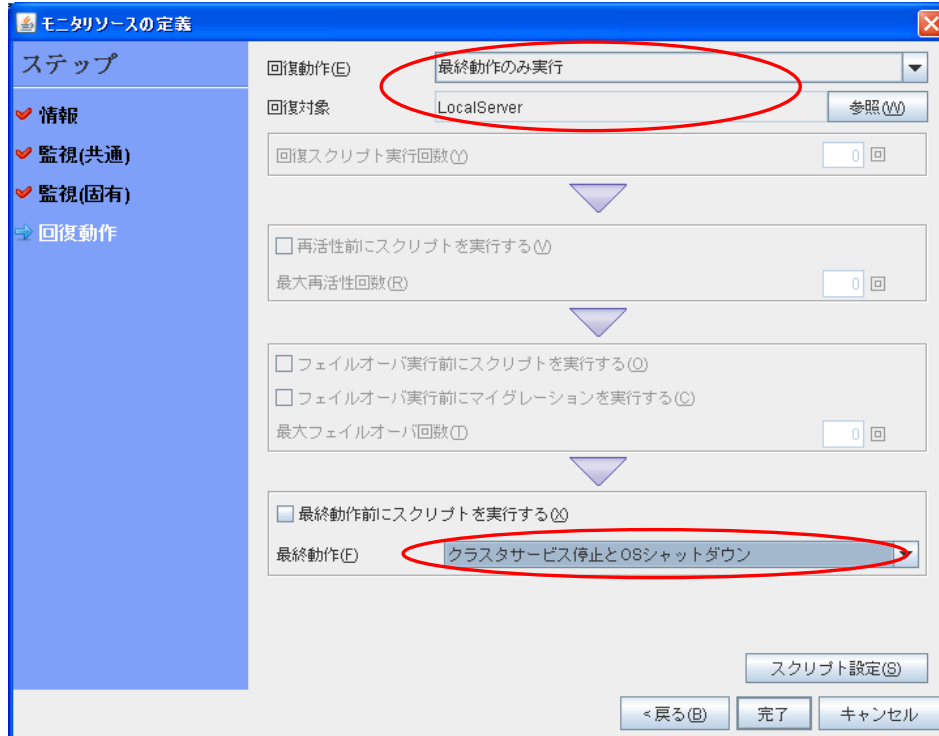 モニタリソースの定義
ステップ
情報
監視(共通)
監視(固有)
回復動作
回復動作(E)
最終動作のみ実行
回復対象
LocalServer
参照(W)
回復スクリプト実行回数(Y)
0 回
再活性前にスクリプトを実行する(V)
最大再活性回数(R)
0 回
フェイルオーバ実行前にスクリプトを実行する(O)
フェイルオーバ実行前にマイグレーションを実行する(C)
最大フェイルオーバ回数(T)
0 回
最終動作前にスクリプトを実行する(X)
最終動作(F)
クラスタサービス停止とOSシャットダウン
スクリプト設定(S)
<戻る(B)
完了
キャンセル